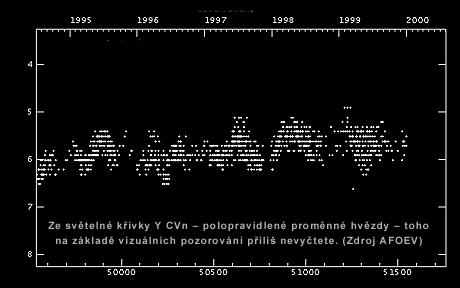 1995 1996 1997 1998 1999 2000
4
5
6
7
Ze světelné křivky Y CVn – polopravidlené proměnné hvězdy – toho
na základě vizuálních pozorování příliš nevyčtete. (Zdroj AFOEV)
8
50000 50500 51000 51500